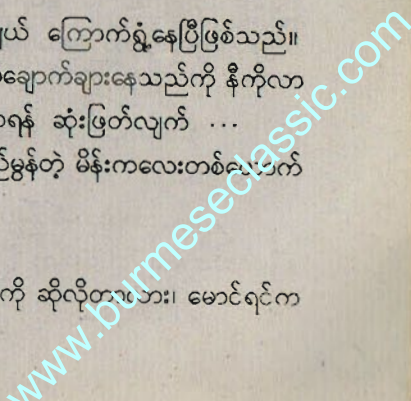 ကြောက်ရွံ့နေပြီဖြစ်သည်။
ချောက်ချားနေသည်ကို နီကိုလာ
ရန် ဆုံးဖြတ်လျက် ...
မွန်တဲ့ မိန်းကလေးတစ်ယောက်
ကို ဆိုလိုတာလား၊ မောင်ရင်က
www.burmeseclassic.com